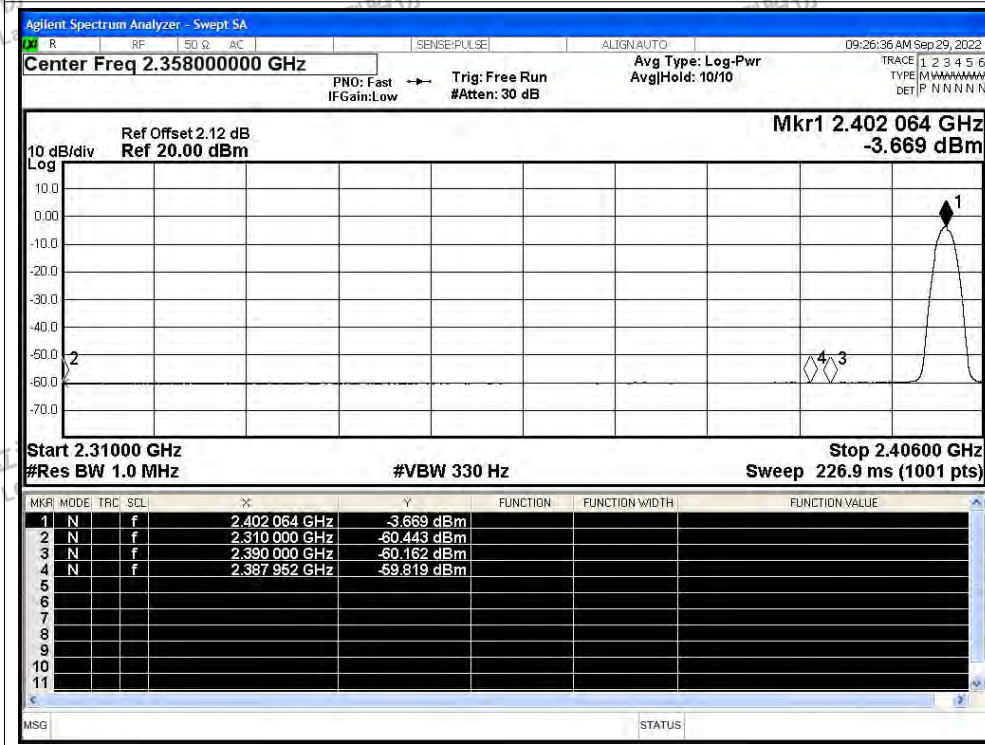 Agilent Spectrum Analyzer - Swept SA
LXI R RF 50 Ω AC SENSE:PULSE ALIGNAUTO 09:26:36 AM Sep 29, 2022
Center Freq 2.358000000 GHz
PNO: Fast
IFGain:Low
Trig: Free Run
#Atten: 30 dB
Avg Type: Log-Pwr
Avg|Hold: 10/10
TRACE 1 2 3 4 5 6
TYPE M WWWWW
DET P N N N N N
Mkr1 2.402 064 GHz
-3.669 dBm
Ref Offset 2.12 dB
10 dB/div Ref 20.00 dBm
Log
10.0
0.00
-10.0
-20.0
-30.0
-40.0
-50.0
-60.0
-70.0
1
2
4 3
Start 2.31000 GHz Stop 2.40600 GHz
#Res BW 1.0 MHz #VBW 330 Hz Sweep 226.9 ms (1001 pts)
MKR MODE TRC SCL X Y FUNCTION FUNCTION WIDTH FUNCTION VALUE
1 N f 2.402 064 GHz -3.669 dBm
2 N f 2.310 000 GHz -60.443 dBm
3 N f 2.390 000 GHz -60.162 dBm
4 N f 2.387 952 GHz -59.819 dBm
5
6
7
8
9
10
11
MSG STATUS